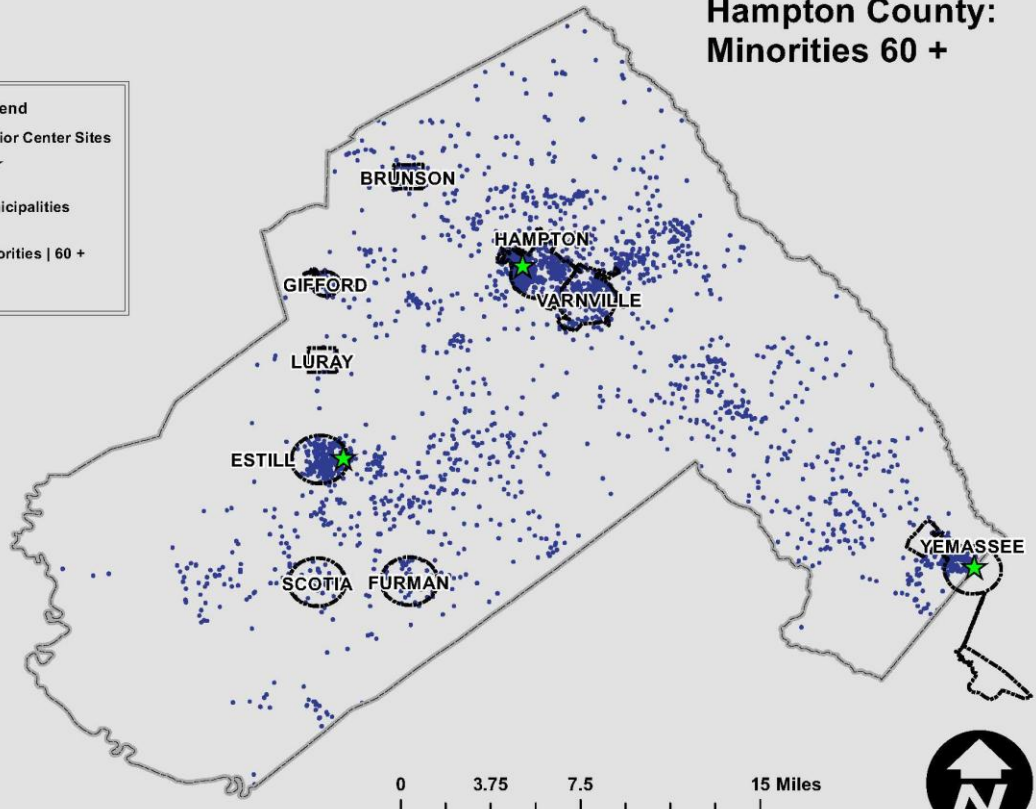 Hampton County:
Minorities 60 +
end
ior Center Sites
icipalities
orities | 60 +
BRUNSON
HAMPTON
GIFFORD
VARNVILLE
LURAY
ESTILL
YEMASSEE
SCOTIA
FURMAN
0 3.75 7.5 15 Miles
N